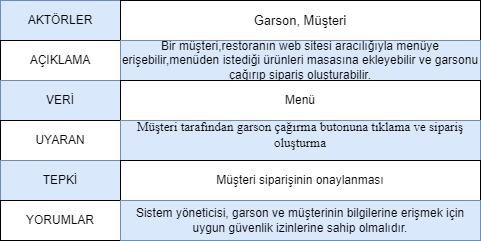 AKTÖRLER
Garson, Müşteri
AÇIKLAMA
Bir müşteri,restoranın web sitesi aracılığıyla menüye
erişebilir,menüden istediği ürünleri masasına ekleyebilir ve garsonu
çağırıp sipariş oluşturabilir.
VERİ
Menü
UYARAN
Müşteri tarafından garson çağırma butonuna tıklama ve sipariş
oluşturma
TEPKİ
Müşteri siparişinin onaylanması
YORUMLAR
Sistem yöneticisi, garson ve müşterinin bilgilerine erişmek için
uygun güvenlik izinlerine sahip olmalıdır.